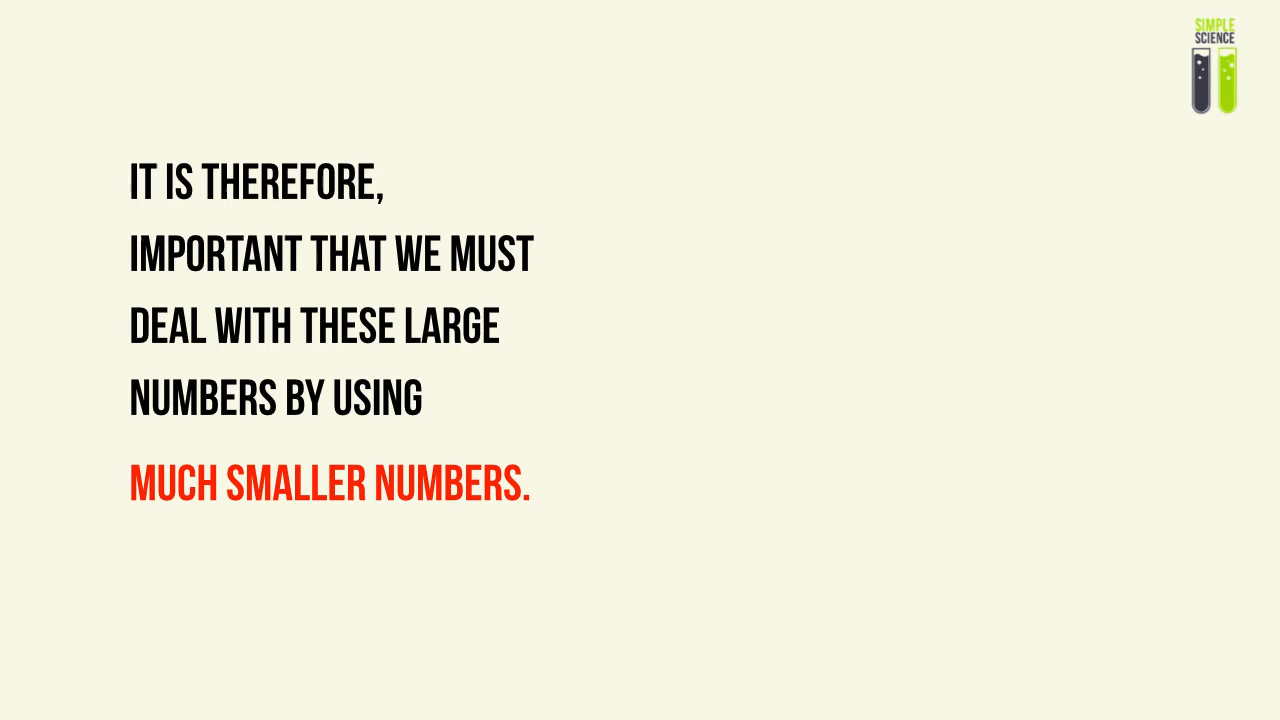 SIMPLE
SCIENCE
IT IS THEREFORE,
IMPORTANT THAT WE MUST
DEAL WITH THESE LARGE
NUMBERS BY USING
MUCH SMALLER NUMBERS.